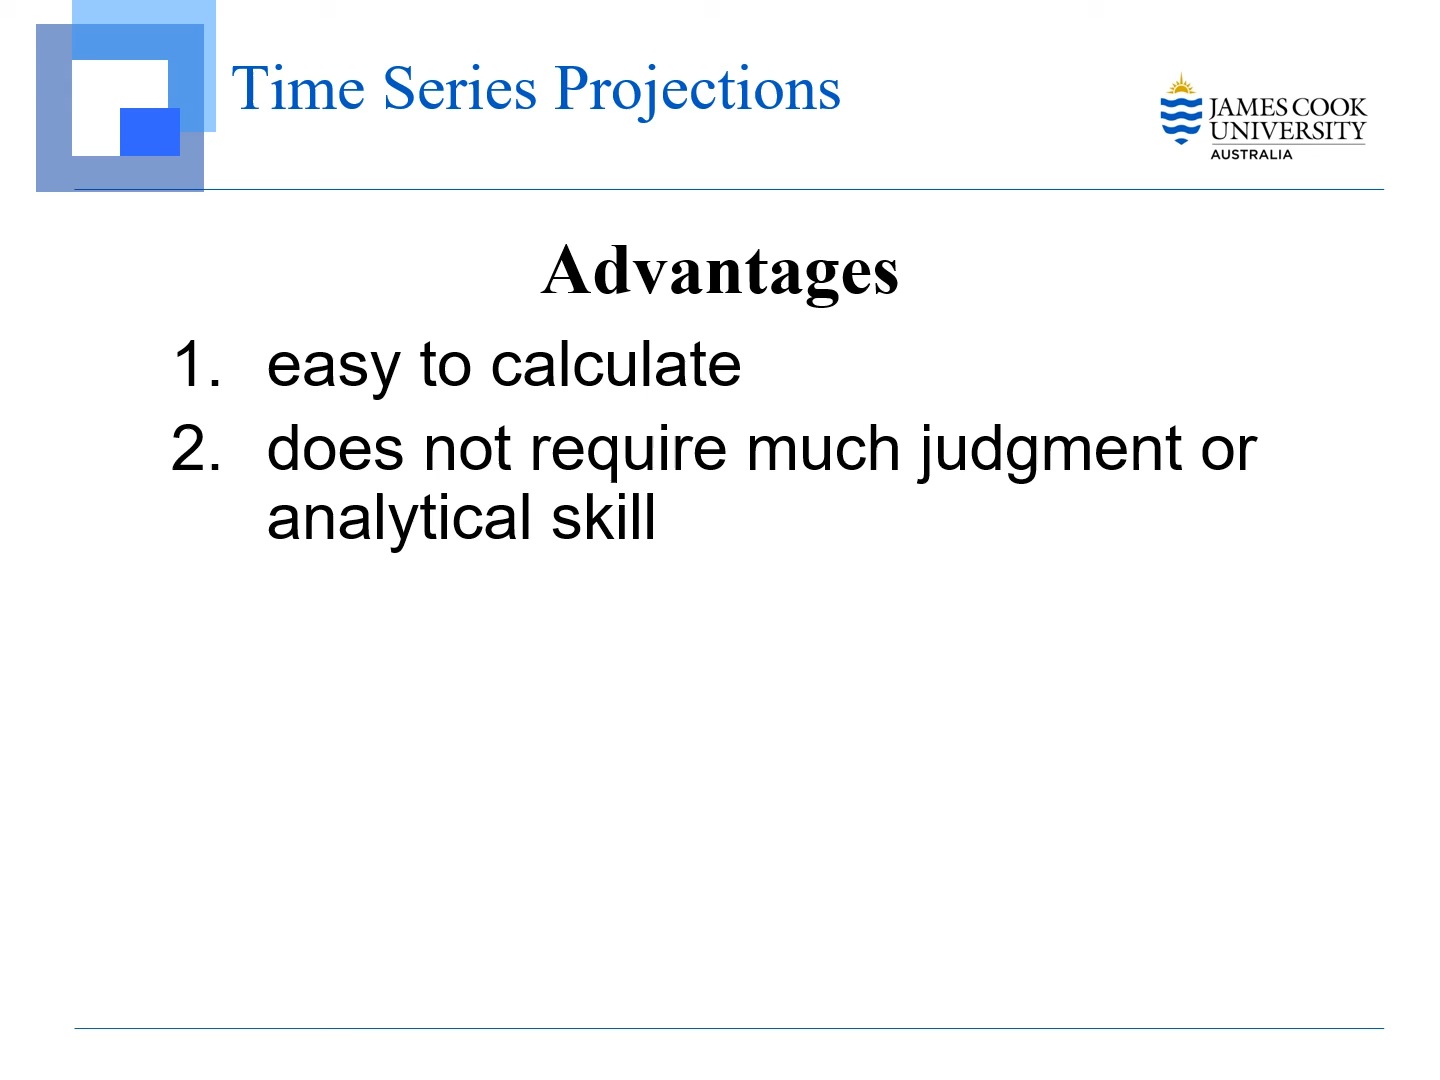 Time Series Projections
JAMES COOK
UNIVERSITY
AUSTRALIA
Advantages
1. easy to calculate
2. does not require much judgment or
analytical skill